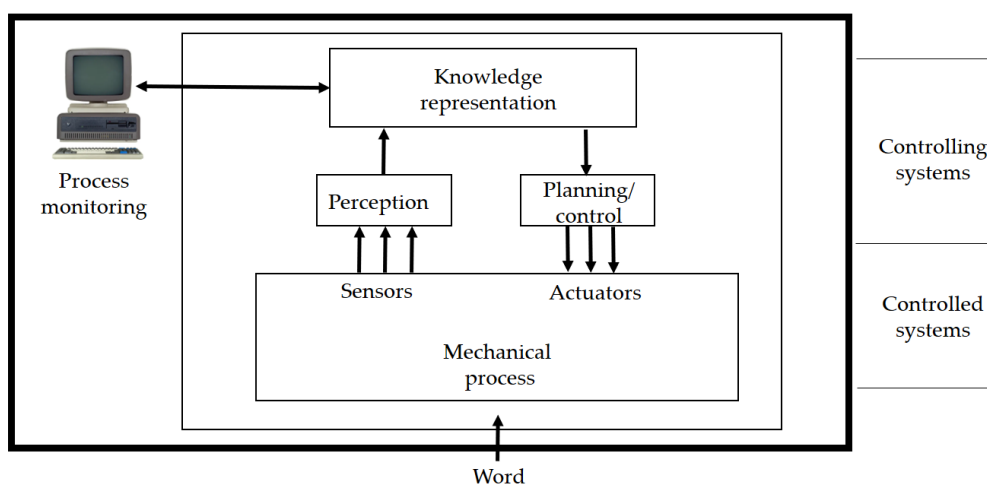 Knowledge
representation
Process
monitoring
Perception
Planning/
control
Controlling
systems
Sensors
Actuators
Mechanical
process
Controlled
systems
Word